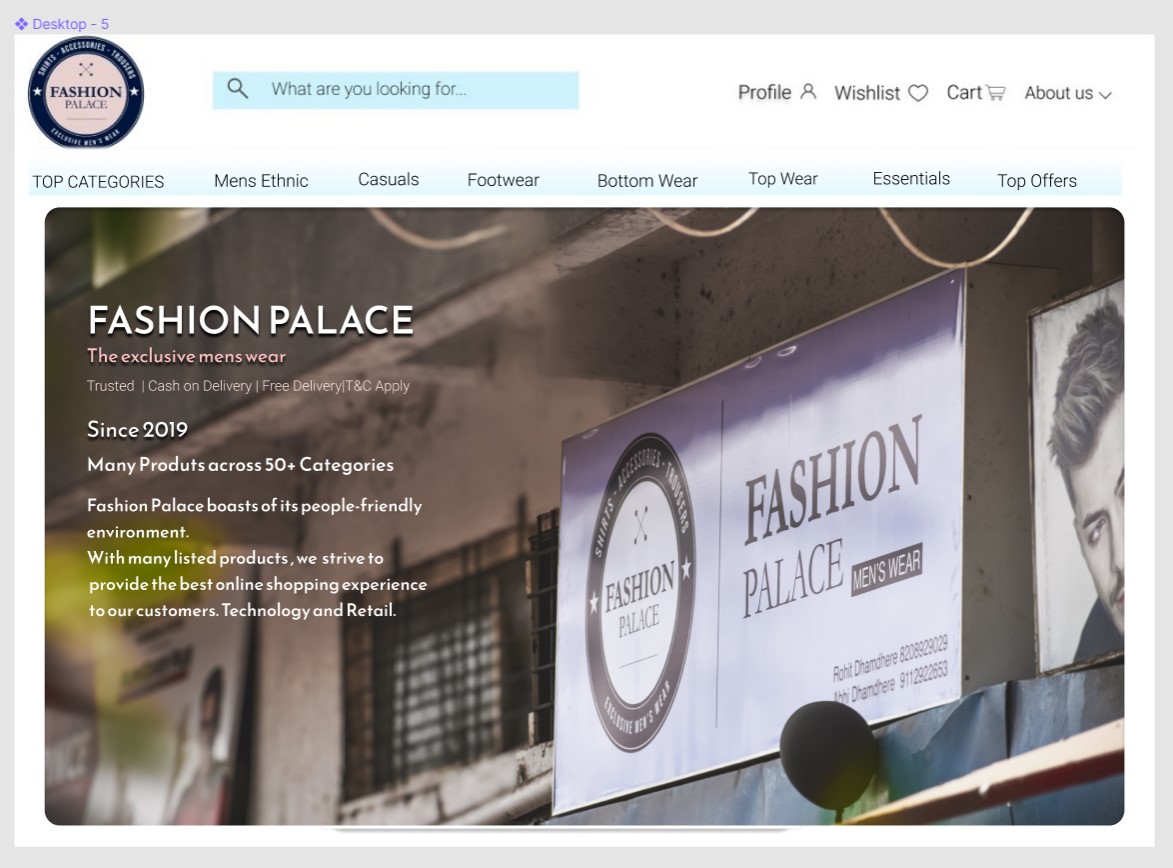 Desktop - 5
SHIRTS - ACCESSORIES - TROUSERS
FASHION
PALACE
EXCLUSIVE MEN'S WEAR
What are you looking for...
Profile
Wishlist
Cart
About us
TOP CATEGORIES
Mens Ethnic
Casuals
Footwear
Bottom Wear
Top Wear
Essentials
Top Offers
FASHION PALACE
The exclusive mens wear
Trusted | Cash on Delivery | Free Delivery|T&C Apply
Since 2019
Many Produts across 50+ Categories
Fashion Palace boasts of its people-friendly
environment.
With many listed products , we strive to
provide the best online shopping experience
to our customers. Technology and Retail.
SHIRTS - ACCESSORIES - TROUSERS
FASHION
PALACE
EXCLUSIVE MEN'S WEAR
FASHION
PALACE
MEN'S WEAR
Rohit Dhamdhere 8208929029
Abhi Dhamdhere 9112922653